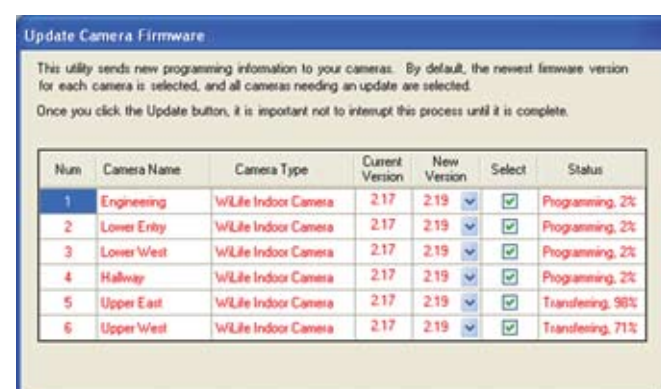 Update Camera Firmware
This utility sends new programming information to your cameras. By default, the newest firmware version
for each camera is selected, and all cameras needing an update are selected.
Once you click the Update button, it is important not to interrupt this process until it is complete.
Num Camera Name Camera Type Current Version New Version Select Status
1 Engineering WiLife Indoor Camera 2.17 2.19 Programming, 2%
2 Lower Entry WiLife Indoor Camera 2.17 2.19 Programming, 2%
3 Lower West WiLife Indoor Camera 2.17 2.19 Programming, 2%
4 Hallway WiLife Indoor Camera 2.17 2.19 Programming, 2%
5 Upper East WiLife Indoor Camera 2.17 2.19 Transferring, 98%
6 Upper West WiLife Indoor Camera 2.17 2.19 Transferring, 71%